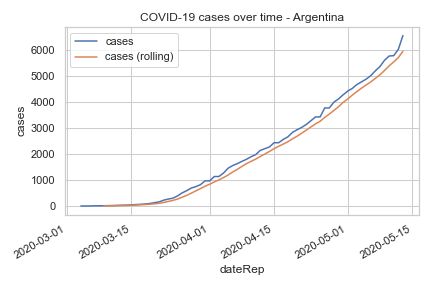 COVID-19 cases over time - Argentina
cases
cases (rolling)
6000
5000
4000
3000
2000
1000
0
cases
2020-03-01
2020-03-15
2020-04-01
2020-04-15
2020-05-01
2020-05-15
dateRep